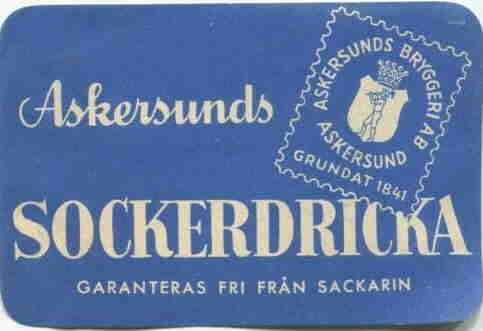 Askersunds
ASKERSUNDS BRYGGERI AB
ASKERSUND
GRUNDAT 1841
SOCKERDRICKA
GARANTERAS FRI FRÅN SACKARIN